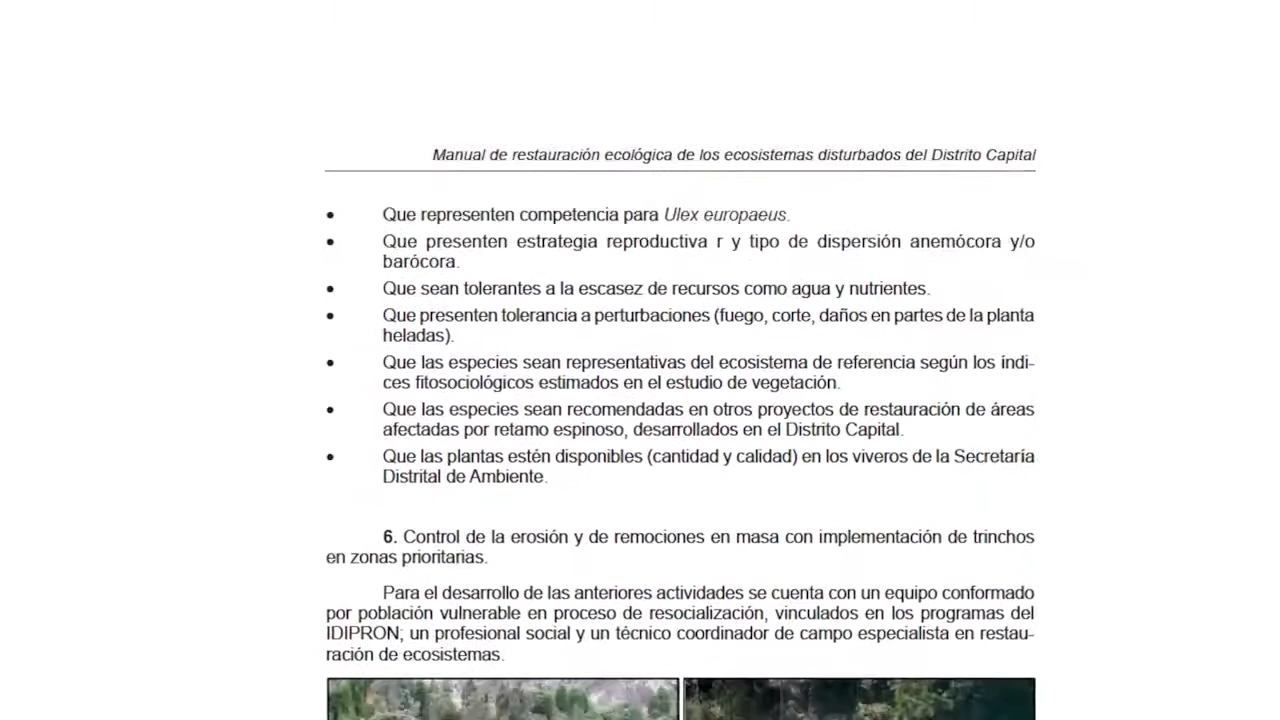 Manual de restauración ecológica de los ecosistemas disturbados del Distrito Capital
• Que representen competencia para Ulex europaeus.
• Que presenten estrategia reproductiva r y tipo de dispersión anemócora y/o
barócora.
• Que sean tolerantes a la escasez de recursos como agua y nutrientes.
• Que presenten tolerancia a perturbaciones (fuego, corte, daños en partes de la planta
heladas).
• Que las especies sean representativas del ecosistema de referencia según los índi-
ces fitosociológicos estimados en el estudio de vegetación.
• Que las especies sean recomendadas en otros proyectos de restauración de áreas
afectadas por retamo espinoso, desarrollados en el Distrito Capital.
• Que las plantas estén disponibles (cantidad y calidad) en los viveros de la Secretaría
Distrital de Ambiente.
6. Control de la erosión y de remociones en masa con implementación de trinchos
en zonas prioritarias.
Para el desarrollo de las anteriores actividades se cuenta con un equipo conformado
por población vulnerable en proceso de resocialización, vinculados en los programas del
IDIPRON; un profesional social y un técnico coordinador de campo especialista en restau-
ración de ecosistemas.